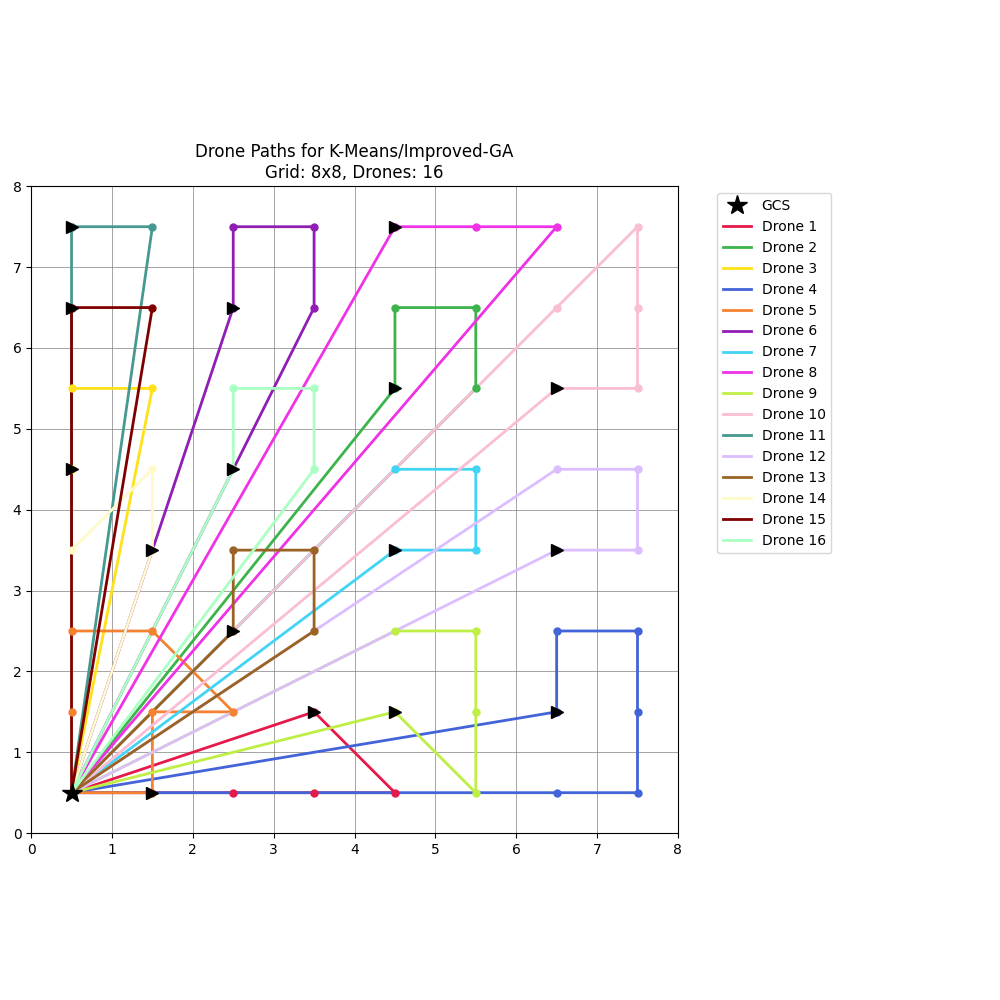 Drone Paths for K-Means/Improved-GA
Grid: 8x8, Drones: 16
8
7
6
5
4
3
2
1
0
0 1 2 3 4 5 6 7 8
GCS
Drone 1
Drone 2
Drone 3
Drone 4
Drone 5
Drone 6
Drone 7
Drone 8
Drone 9
Drone 10
Drone 11
Drone 12
Drone 13
Drone 14
Drone 15
Drone 16